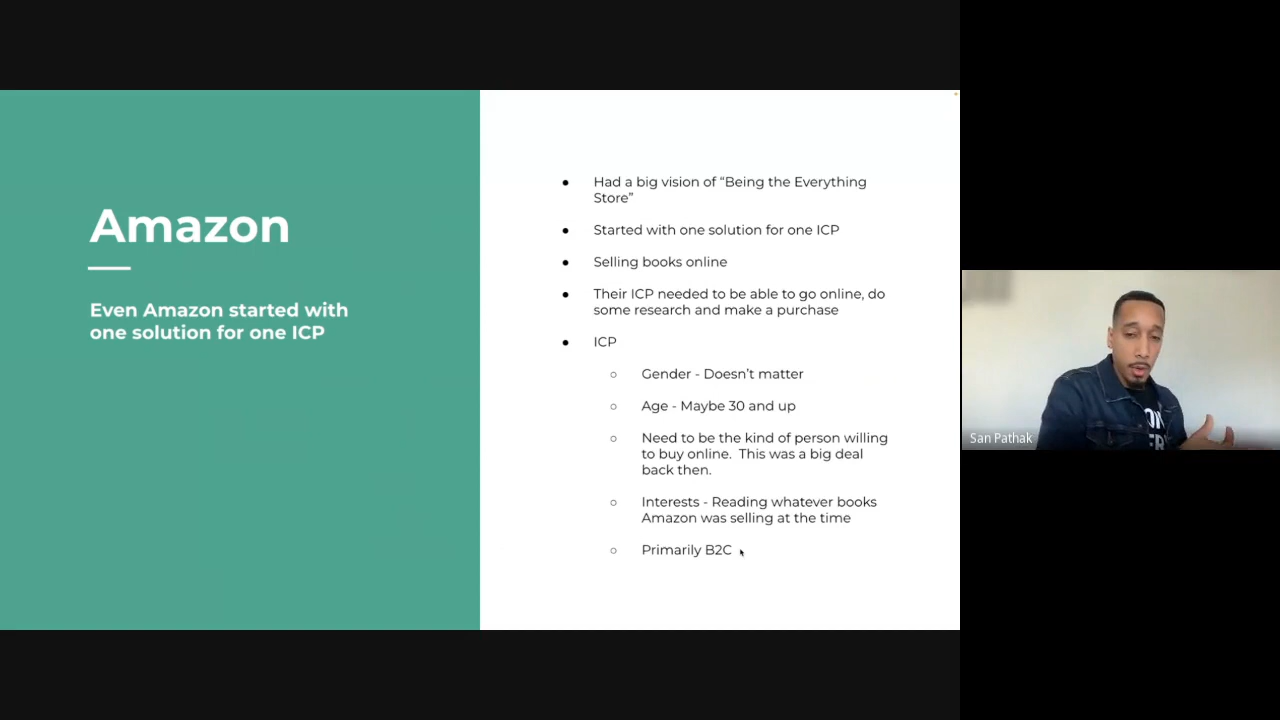 Amazon
Even Amazon started with
one solution for one ICP
● Had a big vision of “Being the Everything
Store”
● Started with one solution for one ICP
● Selling books online
● Their ICP needed to be able to go online, do
some research and make a purchase
● ICP
○ Gender - Doesn’t matter
○ Age - Maybe 30 and up
○ Need to be the kind of person willing
to buy online.  This was a big deal
back then.
○ Interests - Reading whatever books
Amazon was selling at the time
○ Primarily B2C
San Pathak